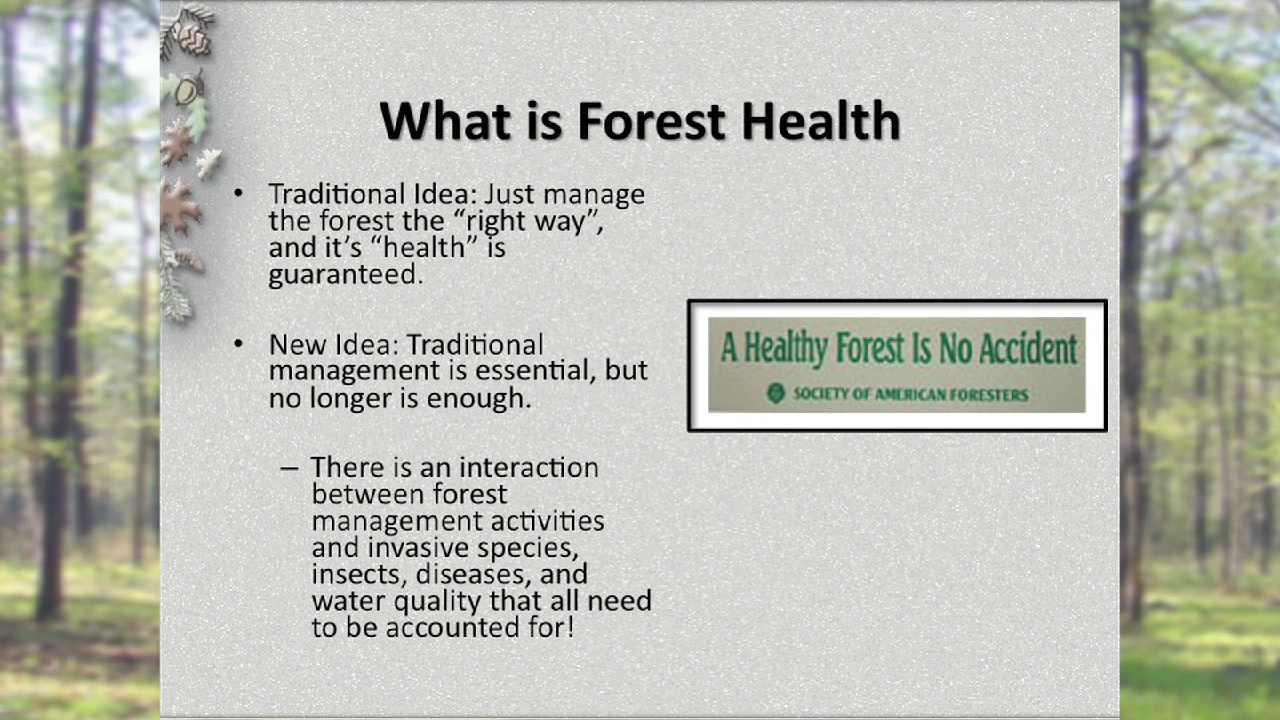 What is Forest Health
• Traditional Idea: Just manage
the forest the “right way”,
and it’s “health” is
guaranteed.
• New Idea: Traditional
management is essential, but
no longer is enough.
– There is an interaction
between forest
management activities
and invasive species,
insects, diseases, and
water quality that all need
to be accounted for!
A Healthy Forest Is No Accident
SOCIETY OF AMERICAN FORESTERS